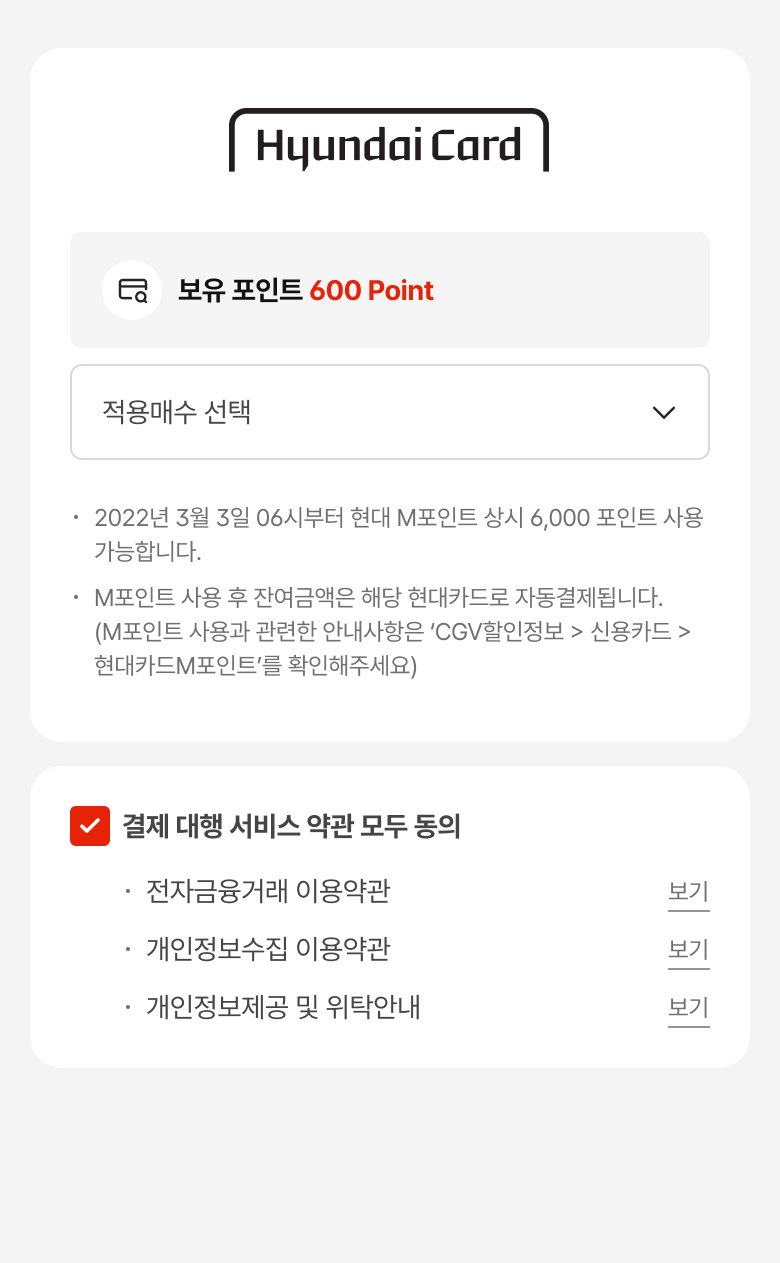 Hyundai Card
보유 포인트 600 Point
적용매수 선택
· 2022년 3월 3일 06시부터 현대 M포인트 상시 6,000 포인트 사용
가능합니다.
· M포인트 사용 후 잔여금액은 해당 현대카드로 자동결제됩니다.
(M포인트 사용과 관련한 안내사항은 ‘CGV할인정보 > 신용카드 >
현대카드M포인트’를 확인해주세요)
결제 대행 서비스 약관 모두 동의
· 전자금융거래 이용약관 보기
· 개인정보수집 이용약관 보기
· 개인정보제공 및 위탁안내 보기